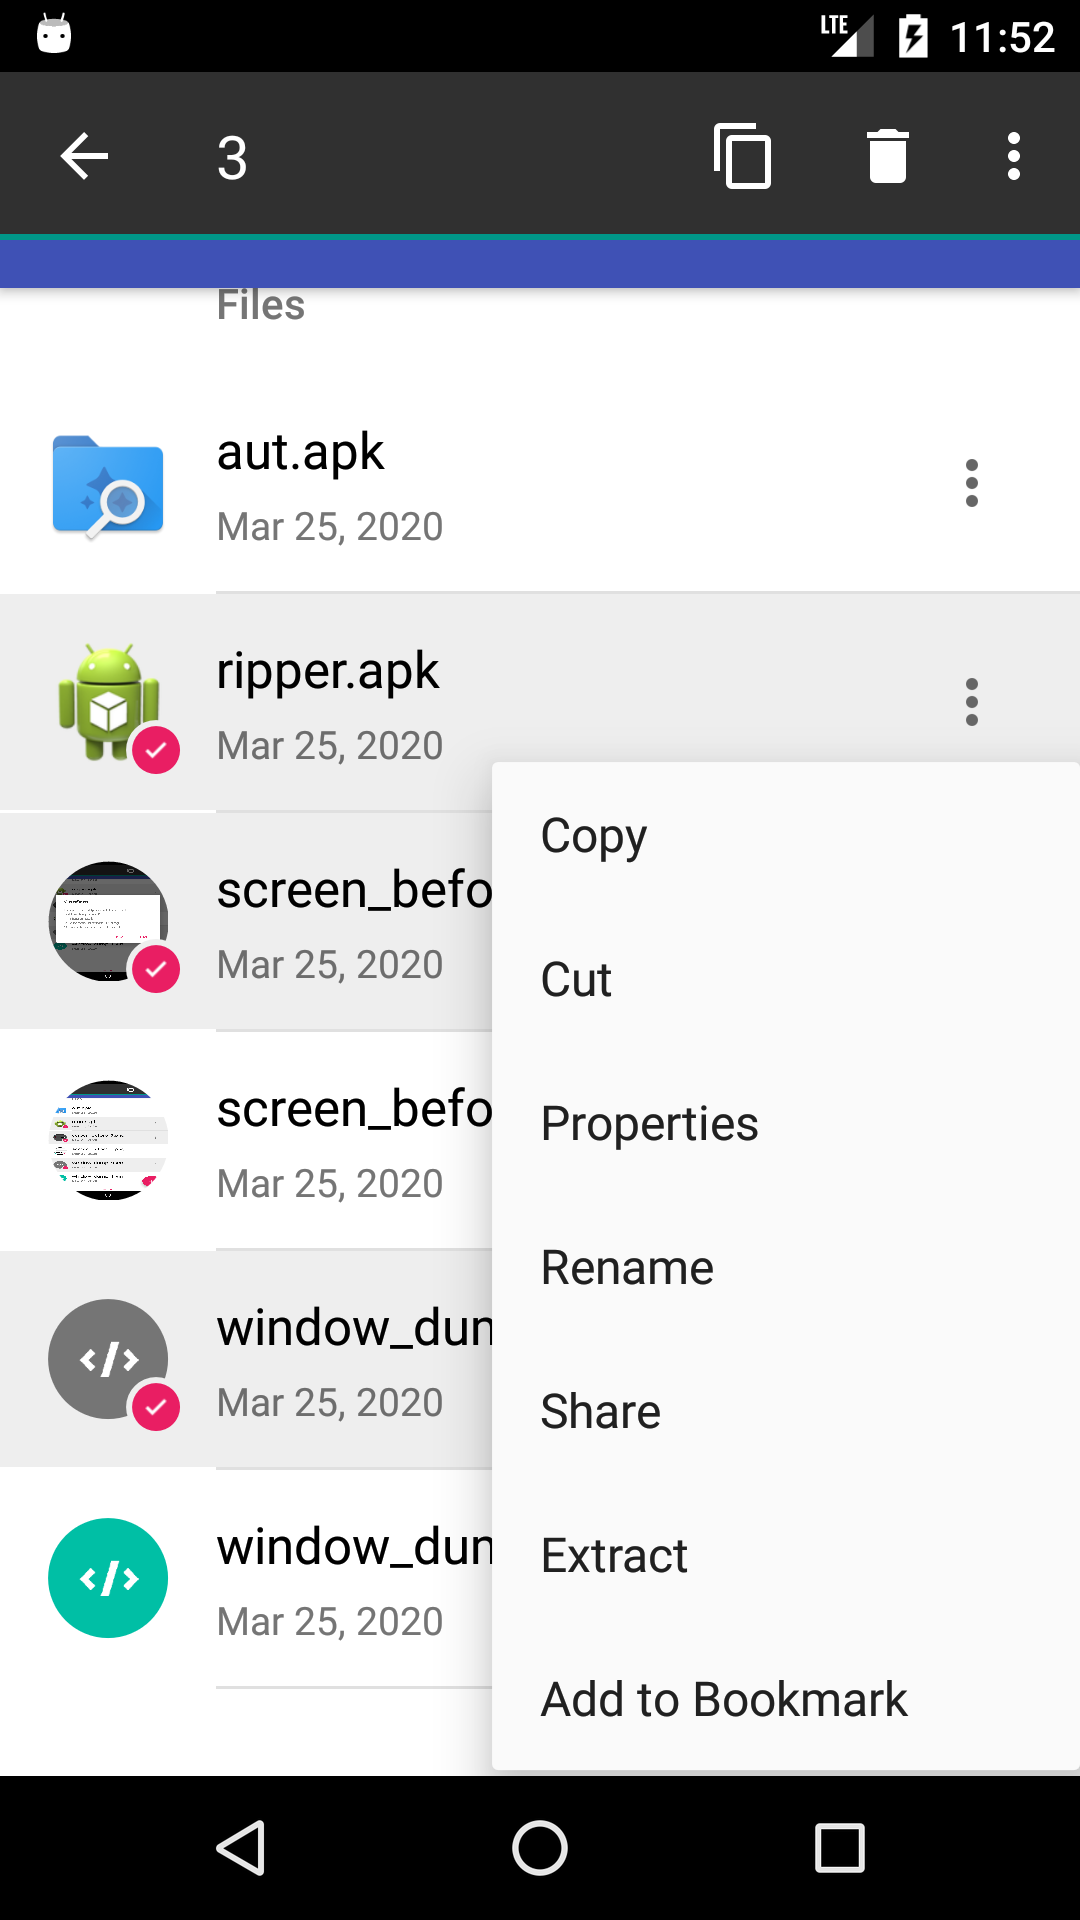 LTE 11:52
3
Files
aut.apk
Mar 25, 2020
ripper.apk
Mar 25, 2020
screen_befo
Mar 25, 2020
screen_befo
Mar 25, 2020
window_dum
Mar 25, 2020
window_dum
Mar 25, 2020
Copy
Cut
Properties
Rename
Share
Extract
Add to Bookmark